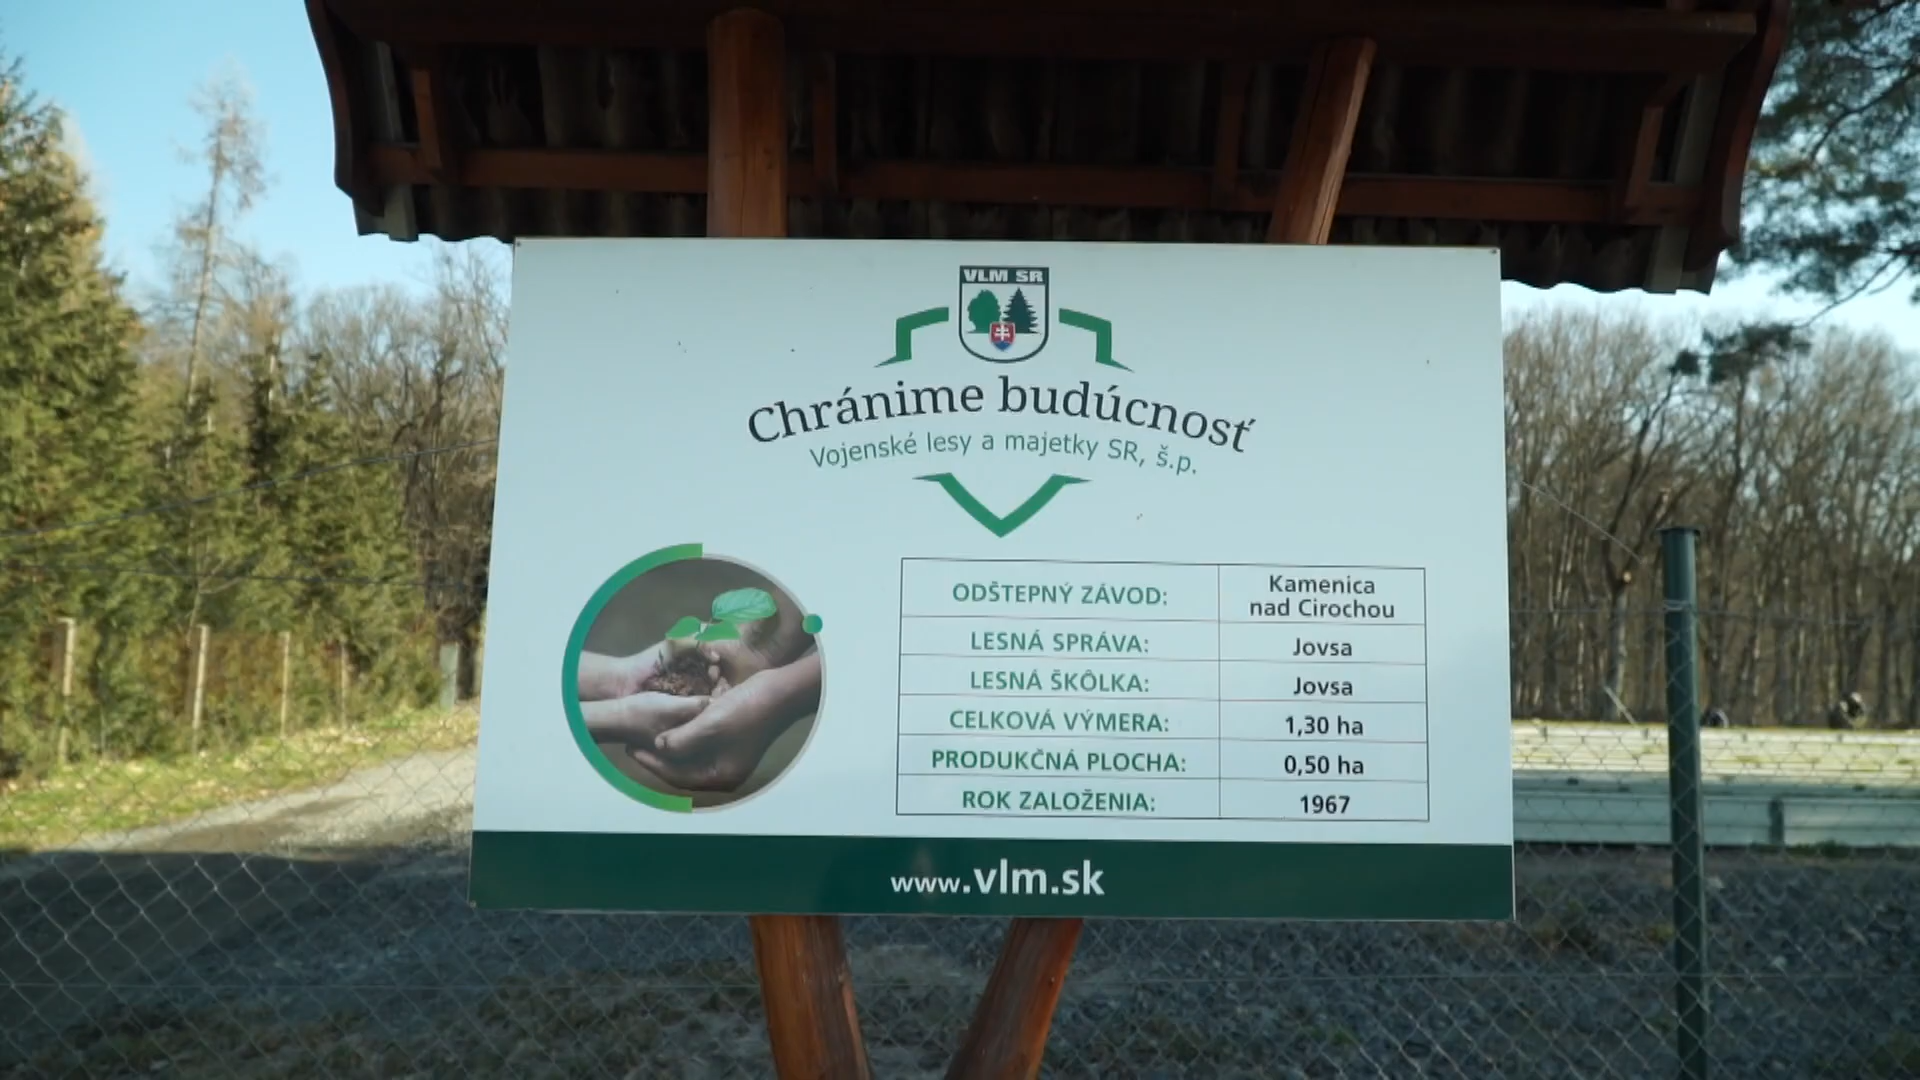 VLM SR
Chránime budúcnosť
Vojenské lesy a majetky SR, š.p.
ODŠTEPNÝ ZÁVOD: Kamenica
nad Cirochou
LESNÁ SPRÁVA: Jovsa
LESNÁ ŠKÔLKA: Jovsa
CELKOVÁ VÝMERA: 1,30 ha
PRODUKČNÁ PLOCHA: 0,50 ha
ROK ZALOŽENIA: 1967
www.vlm.sk